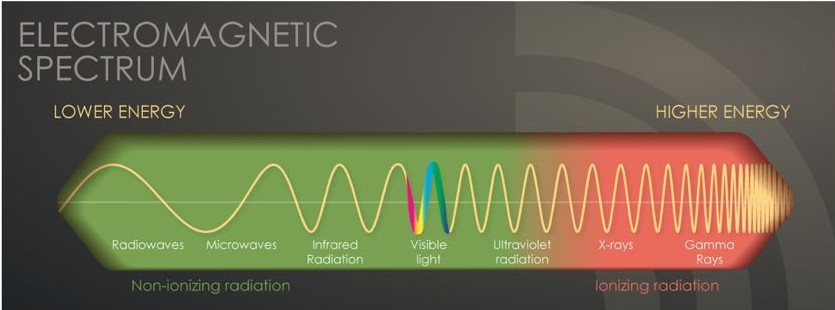 ELECTROMAGNETIC
SPECTRUM
LOWER ENERGY
HIGHER ENERGY
Radiowaves
Microwaves
Infrared
Radiation
Visible
light
Ultraviolet
radiation
X-rays
Gamma
Rays
Non-ionizing radiation
Ionizing radiation